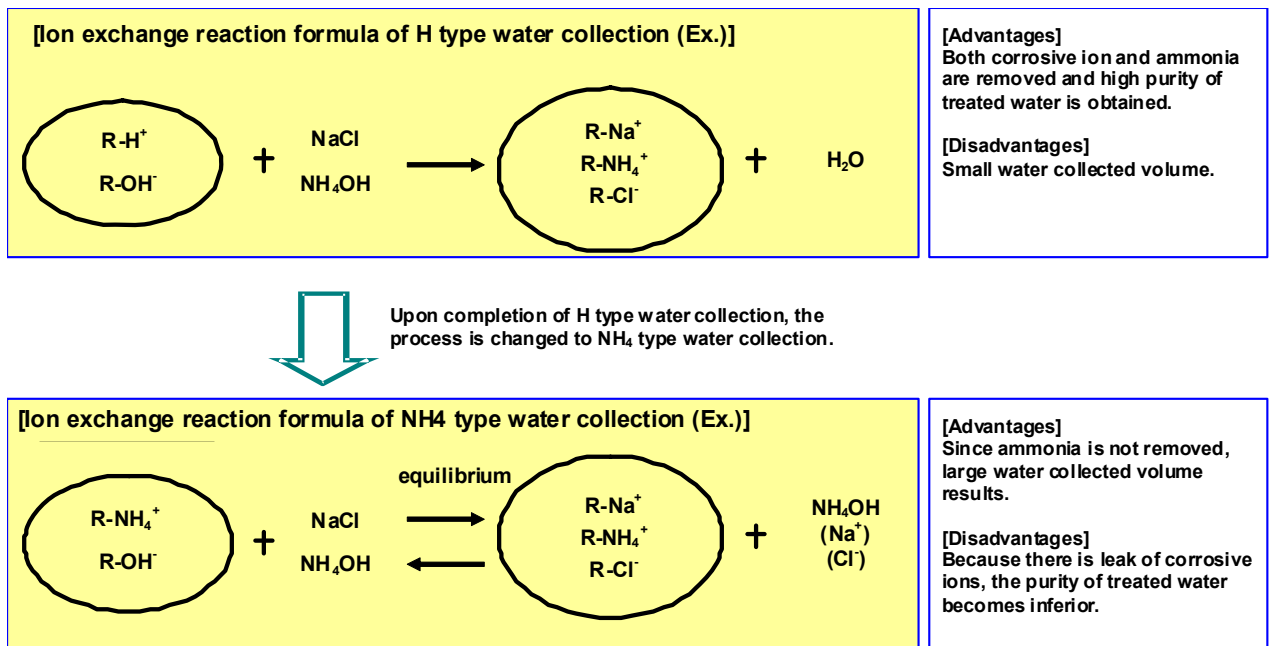 [Ion exchange reaction formula of H type water collection (Ex.)]
R-H⁺
R-OH⁻
+
NaCl
NH₄OH
R-Na⁺
R-NH₄⁺
R-Cl⁻
+
H₂O
[Advantages]
Both corrosive ion and ammonia
are removed and high purity of
treated water is obtained.
[Disadvantages]
Small water collected volume.
Upon completion of H type water collection, the
process is changed to NH₄ type water collection.
[Ion exchange reaction formula of NH4 type water collection (Ex.)]
R-NH₄⁺
R-OH⁻
+
NaCl
NH₄OH
equilibrium
R-Na⁺
R-NH₄⁺
R-Cl⁻
+
NH₄OH
(Na⁺)
(Cl⁻)
[Advantages]
Since ammonia is not removed,
large water collected volume
results.
[Disadvantages]
Because there is leak of corrosive
ions, the purity of treated water
becomes inferior.